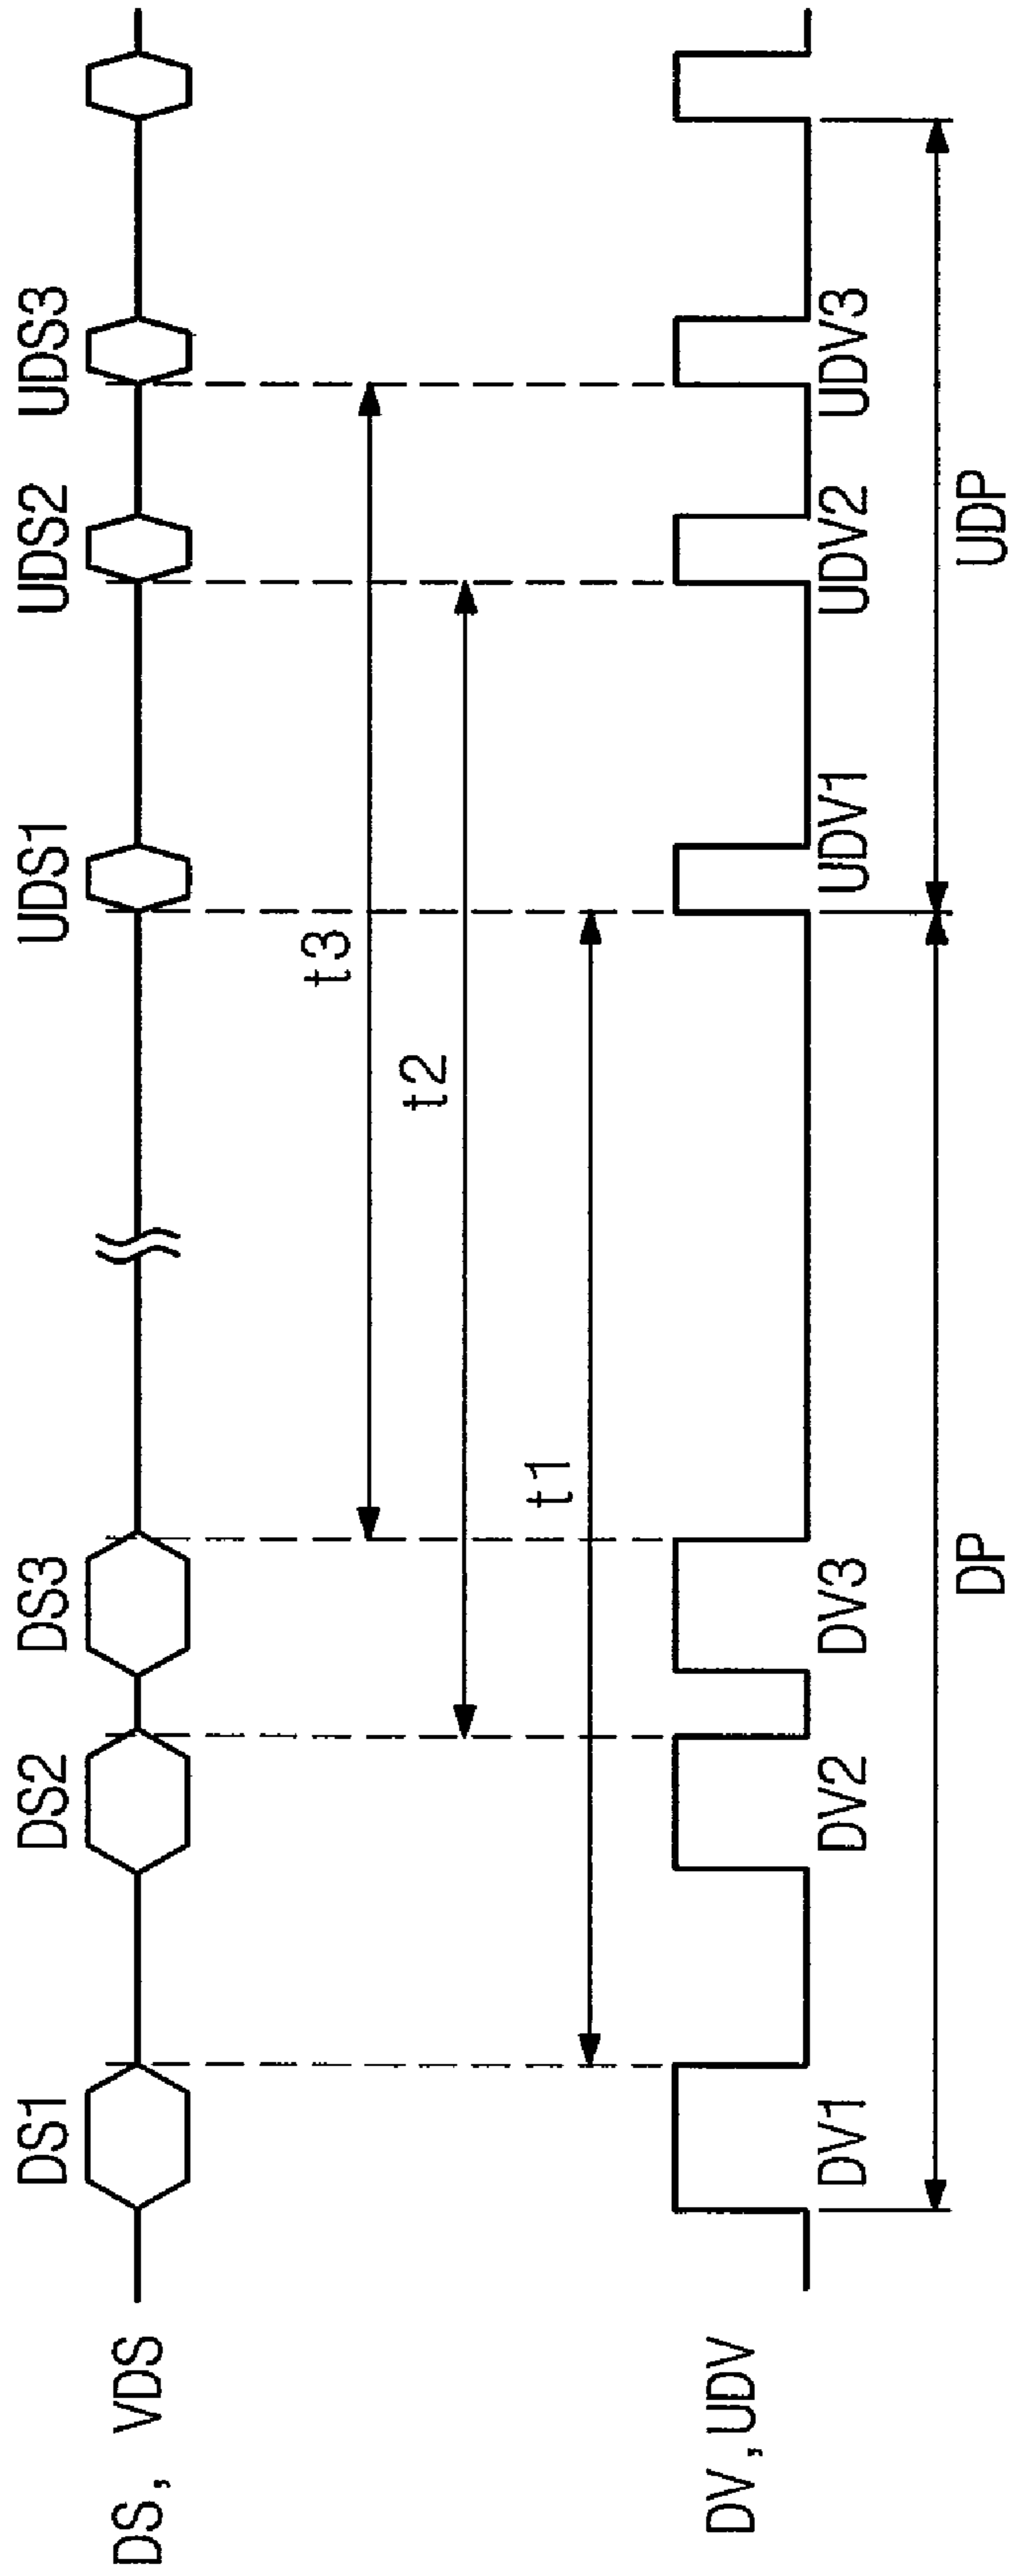 DS1 DS2 DS3 UDS1 UDS2 UDS3
DS, VDS
t3
t2
t1
DV,UDV
DV1 DV2 DV3 UDV1 UDV2 UDV3
DP UDP